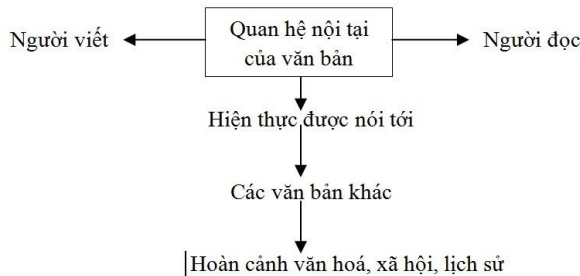 Người viết
Quan hệ nội tại
của văn bản
Người đọc
Hiện thực được nói tới
Các văn bản khác
Hoàn cảnh văn hoá, xã hội, lịch sử